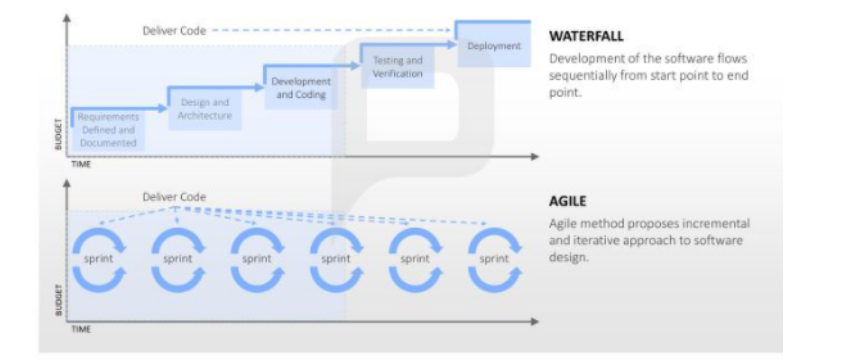 Deliver Code
Deployment
Testing and
Verification
Development
and Coding
Design and
Architecture
Requirements
Defined and
Documented
BUDGET
TIME
WATERFALL
Development of the software flows
sequentially from start point to end
point.
Deliver Code
sprint
sprint
sprint
sprint
sprint
sprint
BUDGET
TIME
AGILE
Agile method proposes incremental
and iterative approach to software
design.